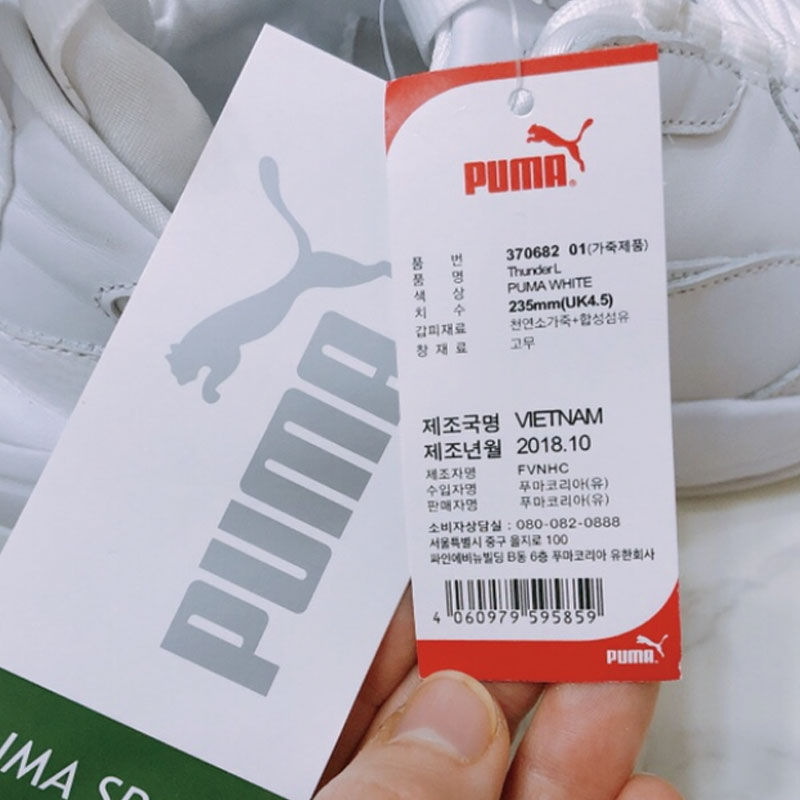 PUMA
PUMA
품 번 370682 01(가죽제품)
품 명 Thunder L
색 상 PUMA WHITE
치 수 235mm(UK4.5)
갑피재료 천연소가죽+합성섬유
창 재 료 고무
제조국명 VIETNAM
제조년월 2018.10
제조자명 FVNHC
수입자명 푸마코리아(유)
판매자명 푸마코리아(유)
소비자상담실 : 080-082-0888
서울특별시 중구 을지로 100
파인에비뉴빌딩 B동 6층 푸마코리아 유한회사
4 060979 595859
PUMA